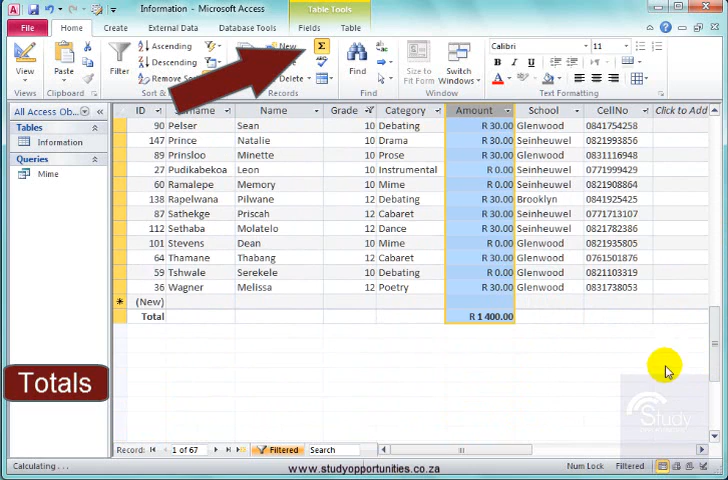 Information - Microsoft Access
Table Tools
File Home Create External Data Database Tools Fields Table
View
Views
Paste
Clipboard
Filter
Ascending
Descending
Remove Sort
New
Delete
Records
Σ
Find
Find
Size to Fit Form
Switch Windows
Window
Calibri 11
B I U
A
Text Formatting
All Access Ob...
Tables
Information
Queries
Mime
ID Surname Name Grade Category Amount School CellNo Click to Add
90 Pelser Sean 10 Debating R 30.00 Glenwood 0841754258
147 Prince Natalie 10 Drama R 30.00 Seinheuwel 0821993856
89 Prinsloo Minette 10 Prose R 30.00 Glenwood 0831116948
27 Pudikabekoa Leon 10 Instrumental R 0.00 Glenwood 0771999429
60 Ramalepe Memory 10 Mime R 0.00 Seinheuwel 0821908864
138 Rapelwana Pilwane 12 Debating R 30.00 Brooklyn 0841925425
87 Sathekge Priscah 12 Cabaret R 30.00 Seinheuwel 0771713107
112 Sethaba Molatelo 12 Dance R 30.00 Seinheuwel 0821782386
101 Stevens Dean 10 Mime R 0.00 Glenwood 0821935805
64 Thamane Thabang 12 Cabaret R 30.00 Glenwood 0761501876
59 Tshwale Serekele 10 Debating R 0.00 Glenwood 0821103319
36 Wagner Melissa 12 Poetry R 30.00 Glenwood 0831738053
* (New)
Total R 1 400.00
Totals
Study
Record: 1 of 67 Filtered Search
Calculating . . . Num Lock Filtered
www.studyopportunities.co.za